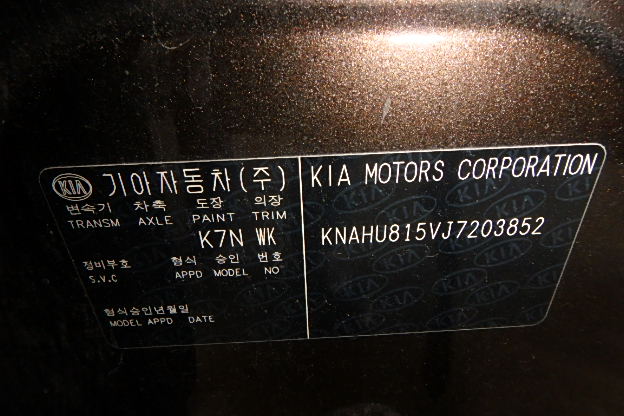 KIA 기아자동차(주)
변속기 차축 도장 의장
TRANSM AXLE PAINT TRIM
K7N WK
정비부호 형식 승인 번호
S.V.C APPD MODEL NO
형식승인년월일
MODEL APPD DATE
KIA MOTORS CORPORATION
KNAHU815VJ7203852